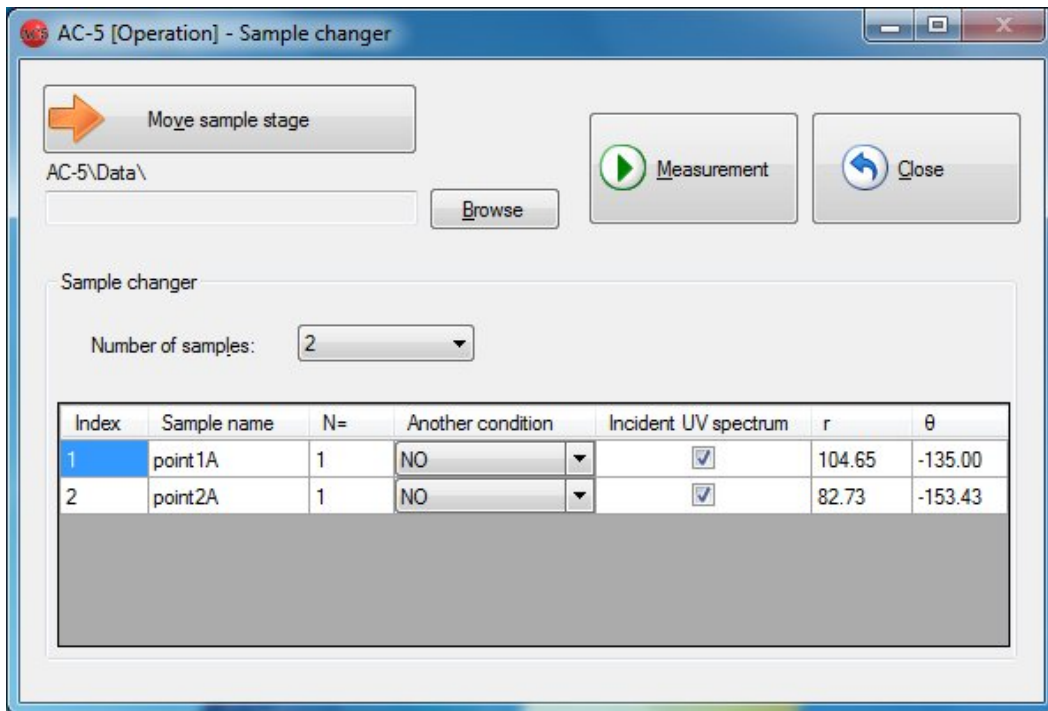 AC-5 [Operation] - Sample changer
Move sample stage
AC-5\Data\
Browse
Measurement
Close
Sample changer
Number of samples: 2
Index Sample name N= Another condition Incident UV spectrum r θ
1 point1A 1 NO 104.65 -135.00
2 point2A 1 NO 82.73 -153.43